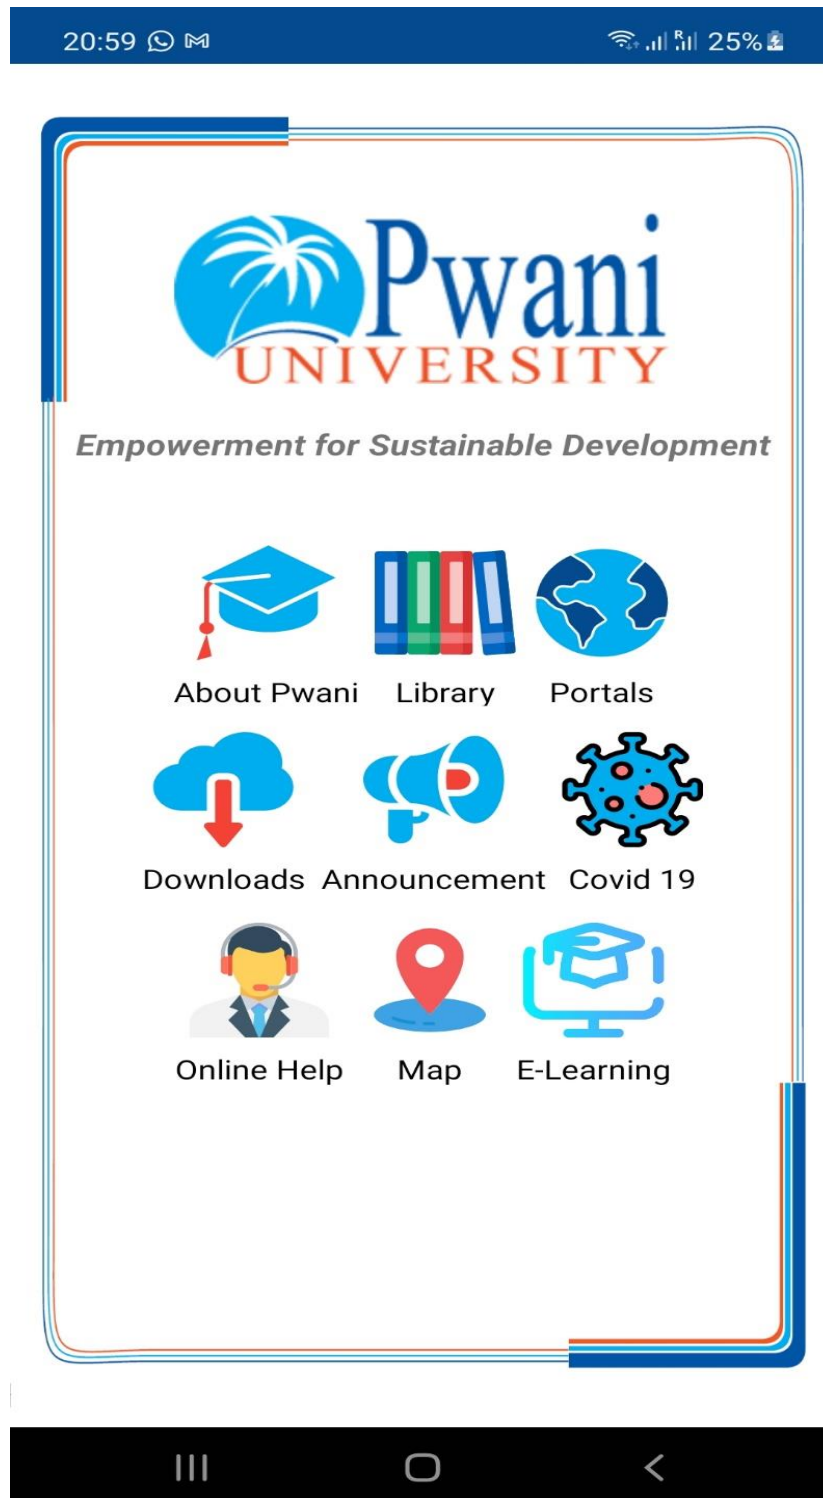 20:59 25%
Pwani
UNIVERSITY
Empowerment for Sustainable Development
About Pwani Library Portals
Downloads Announcement Covid 19
Online Help Map E-Learning